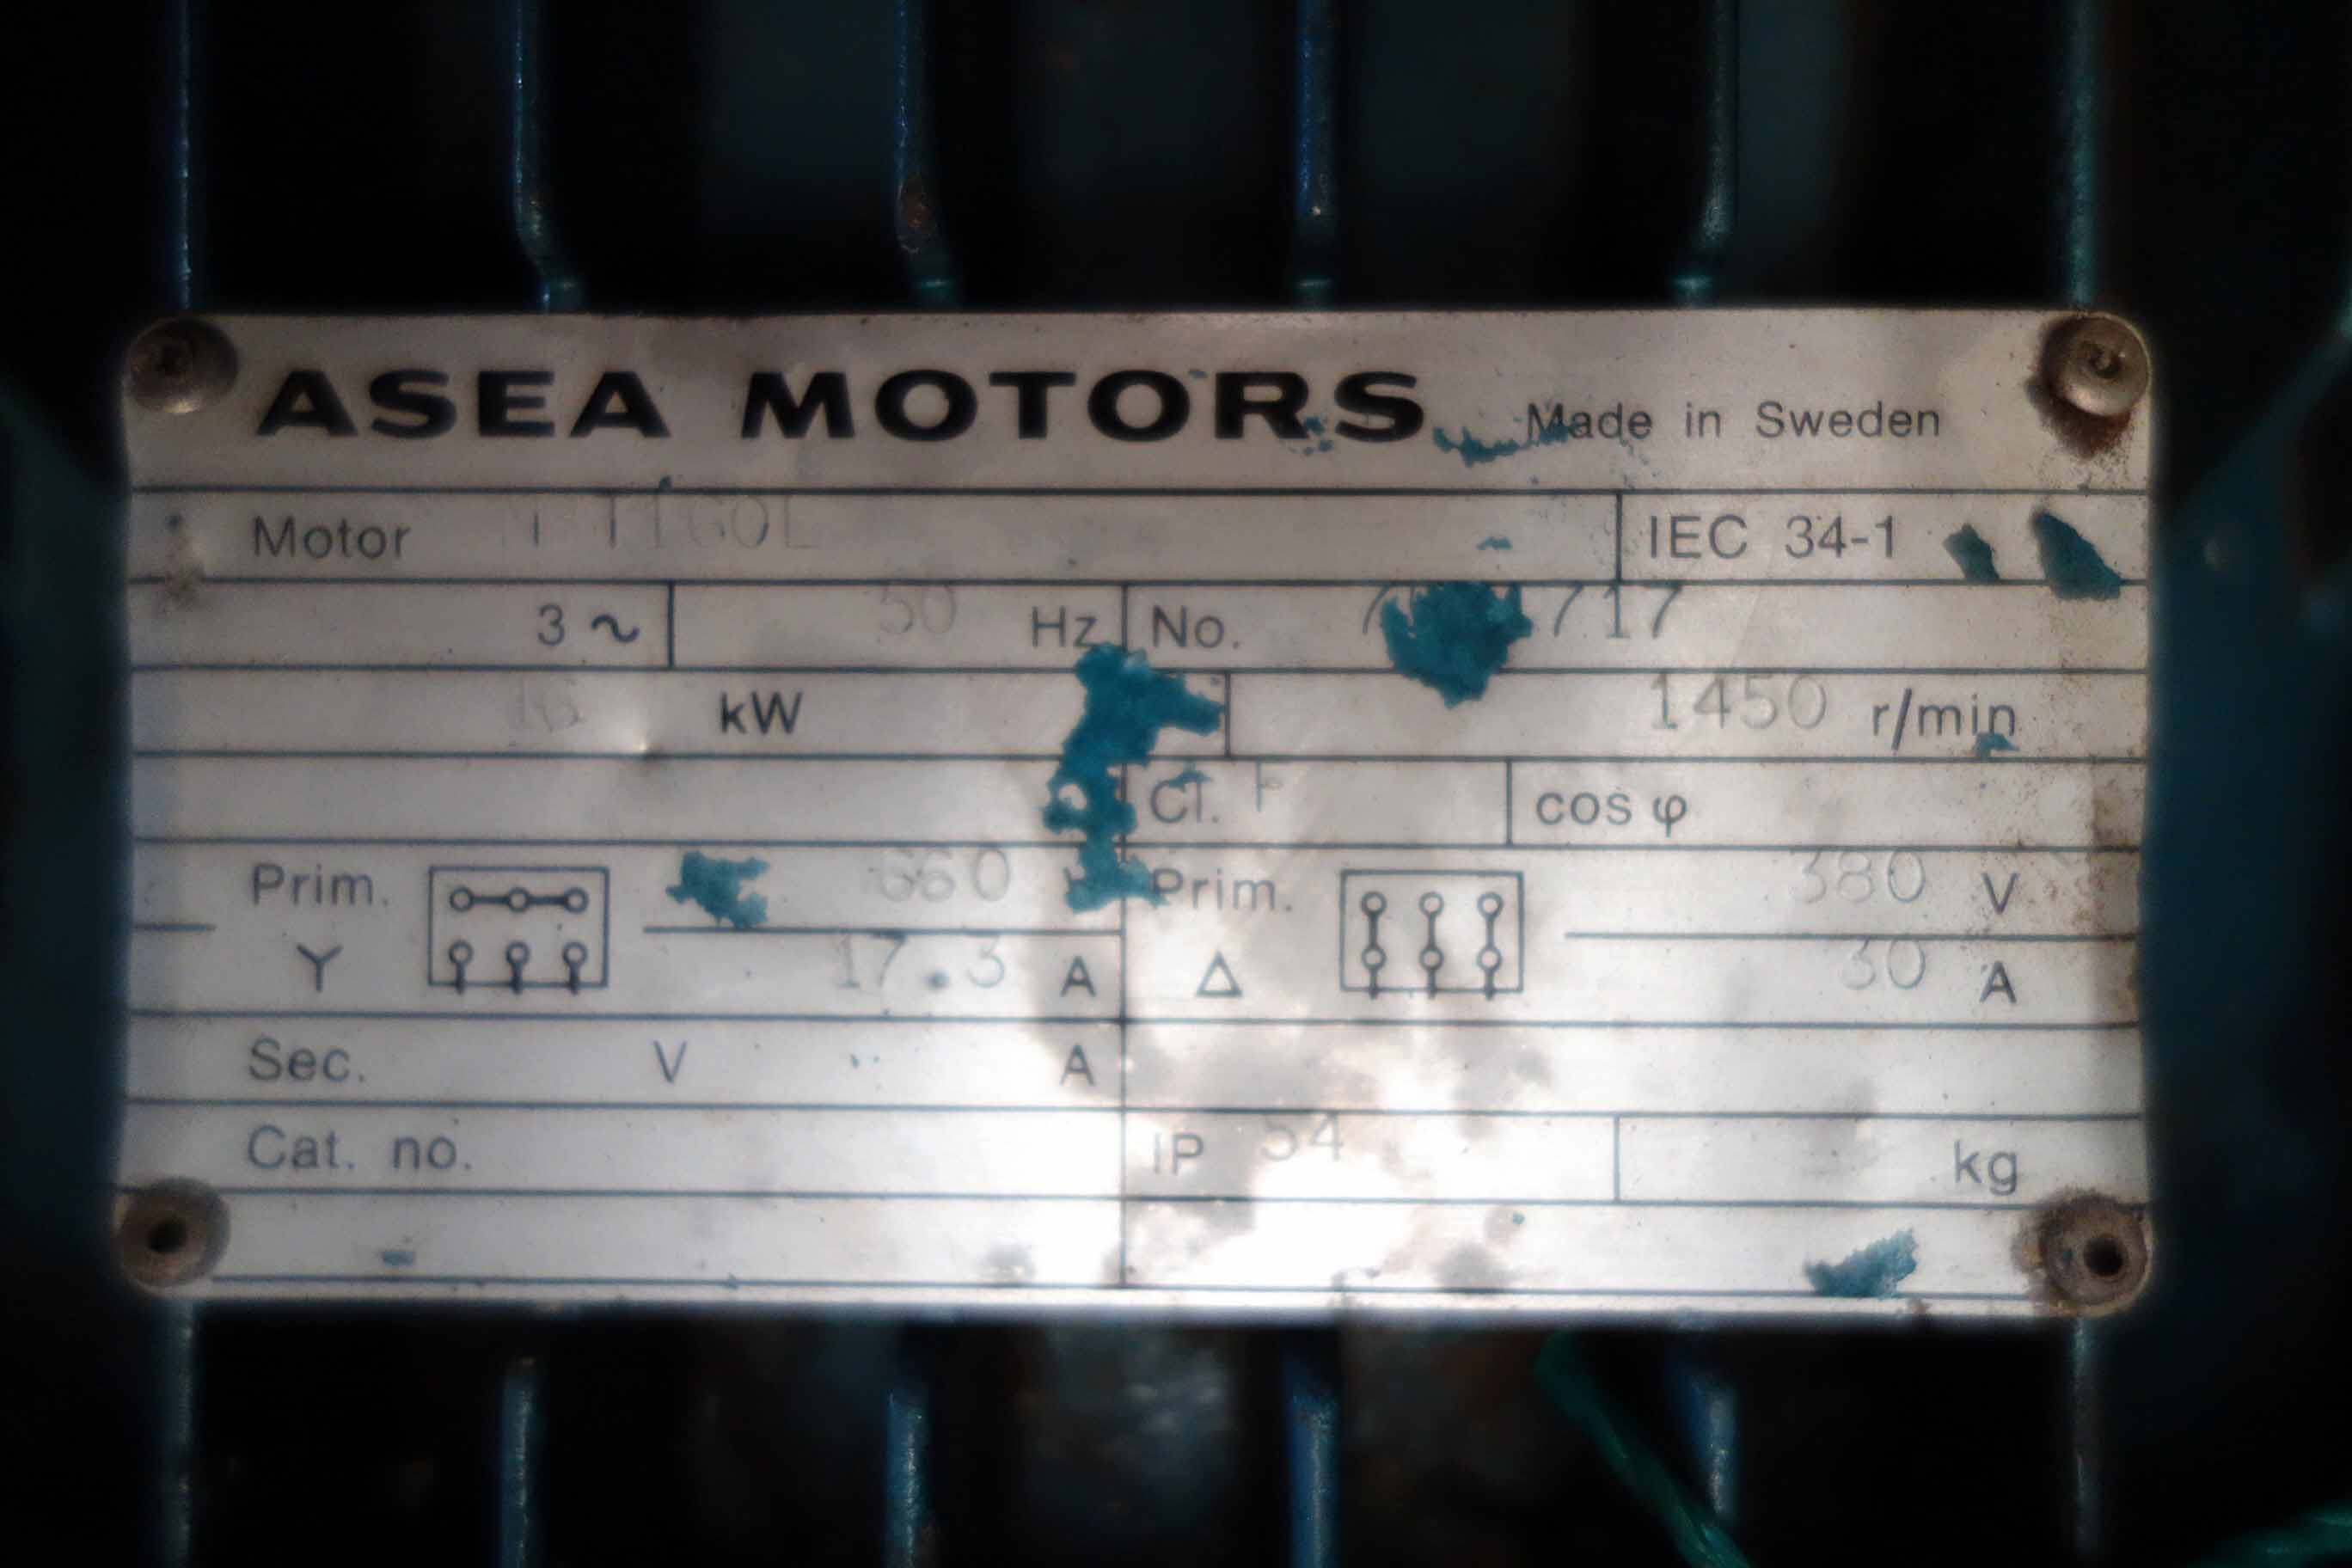 ASEA MOTORS Made in Sweden
Motor IEC 34-1
3 ~ 50 Hz No.
kW 1450 r/min
Cl. F cos φ
Prim. 660 Prim. 380 V
Y 17.3 A Δ 30 A
Sec. V A
Cat. no. IP 54 kg